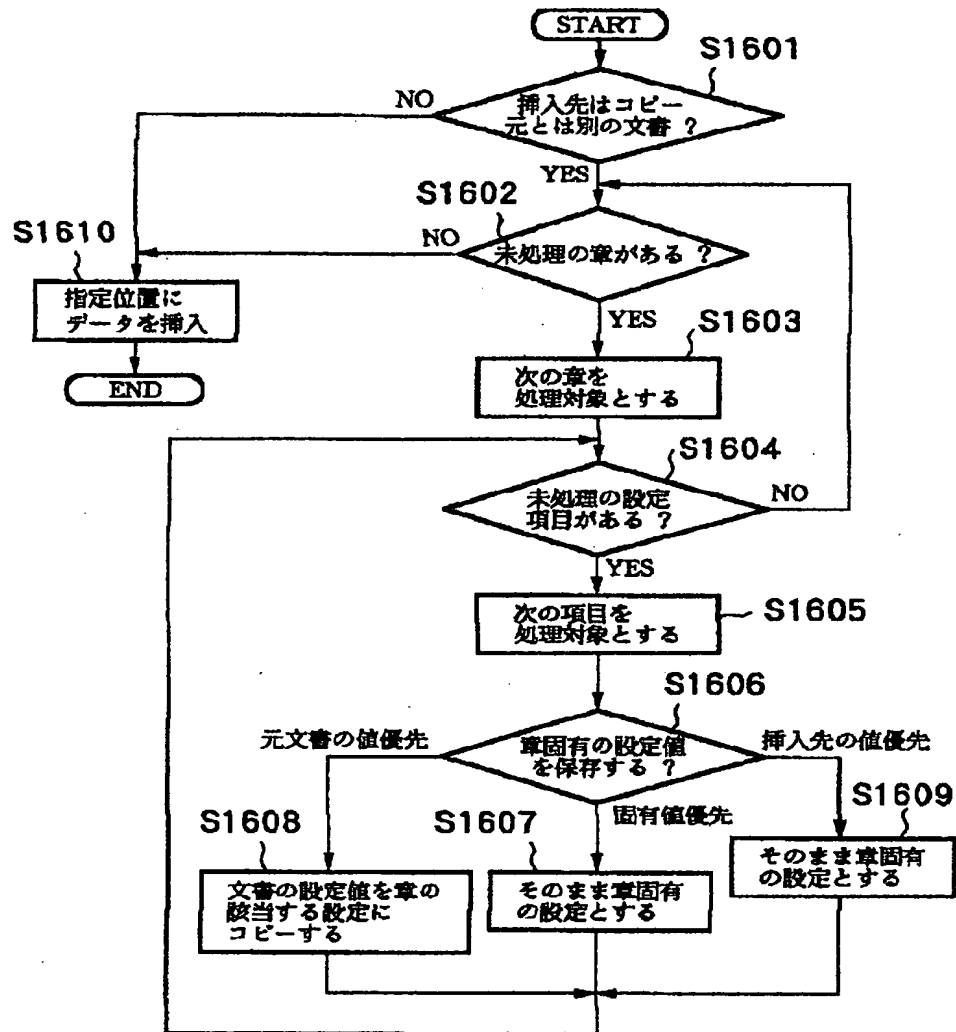 START
S1601
挿入先はコピー
元とは別の文書 ?
NO
YES
S1602
未処理の章がある ?
NO
YES
S1610
指定位置に
データを挿入
END
S1603
次の章を
処理対象とする
S1604
未処理の設定
項目がある ?
NO
YES
S1605
次の項目を
処理対象とする
S1606
章固有の設定値
を保存する ?
元文書の値優先
挿入先の値優先
固有値優先
S1608
文書の設定値を章の
該当する設定に
コピーする
S1607
そのまま章固有
の設定とする
S1609
そのまま章固有
の設定とする